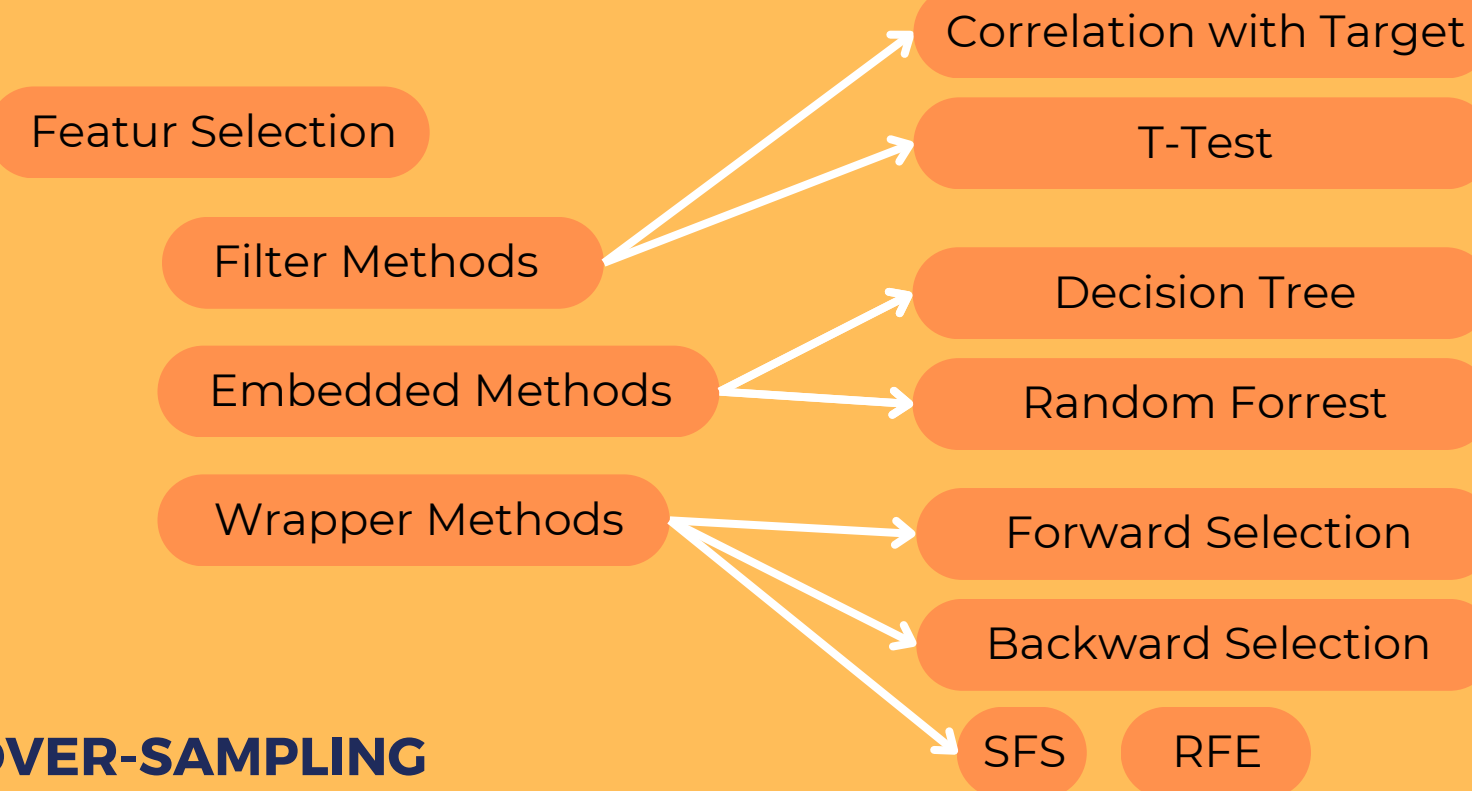 Correlation with Target
Featur Selection
T-Test
Filter Methods
Decision Tree
Embedded Methods
Random Forrest
Wrapper Methods
Forward Selection
Backward Selection
SFS
RFE
OVER-SAMPLING